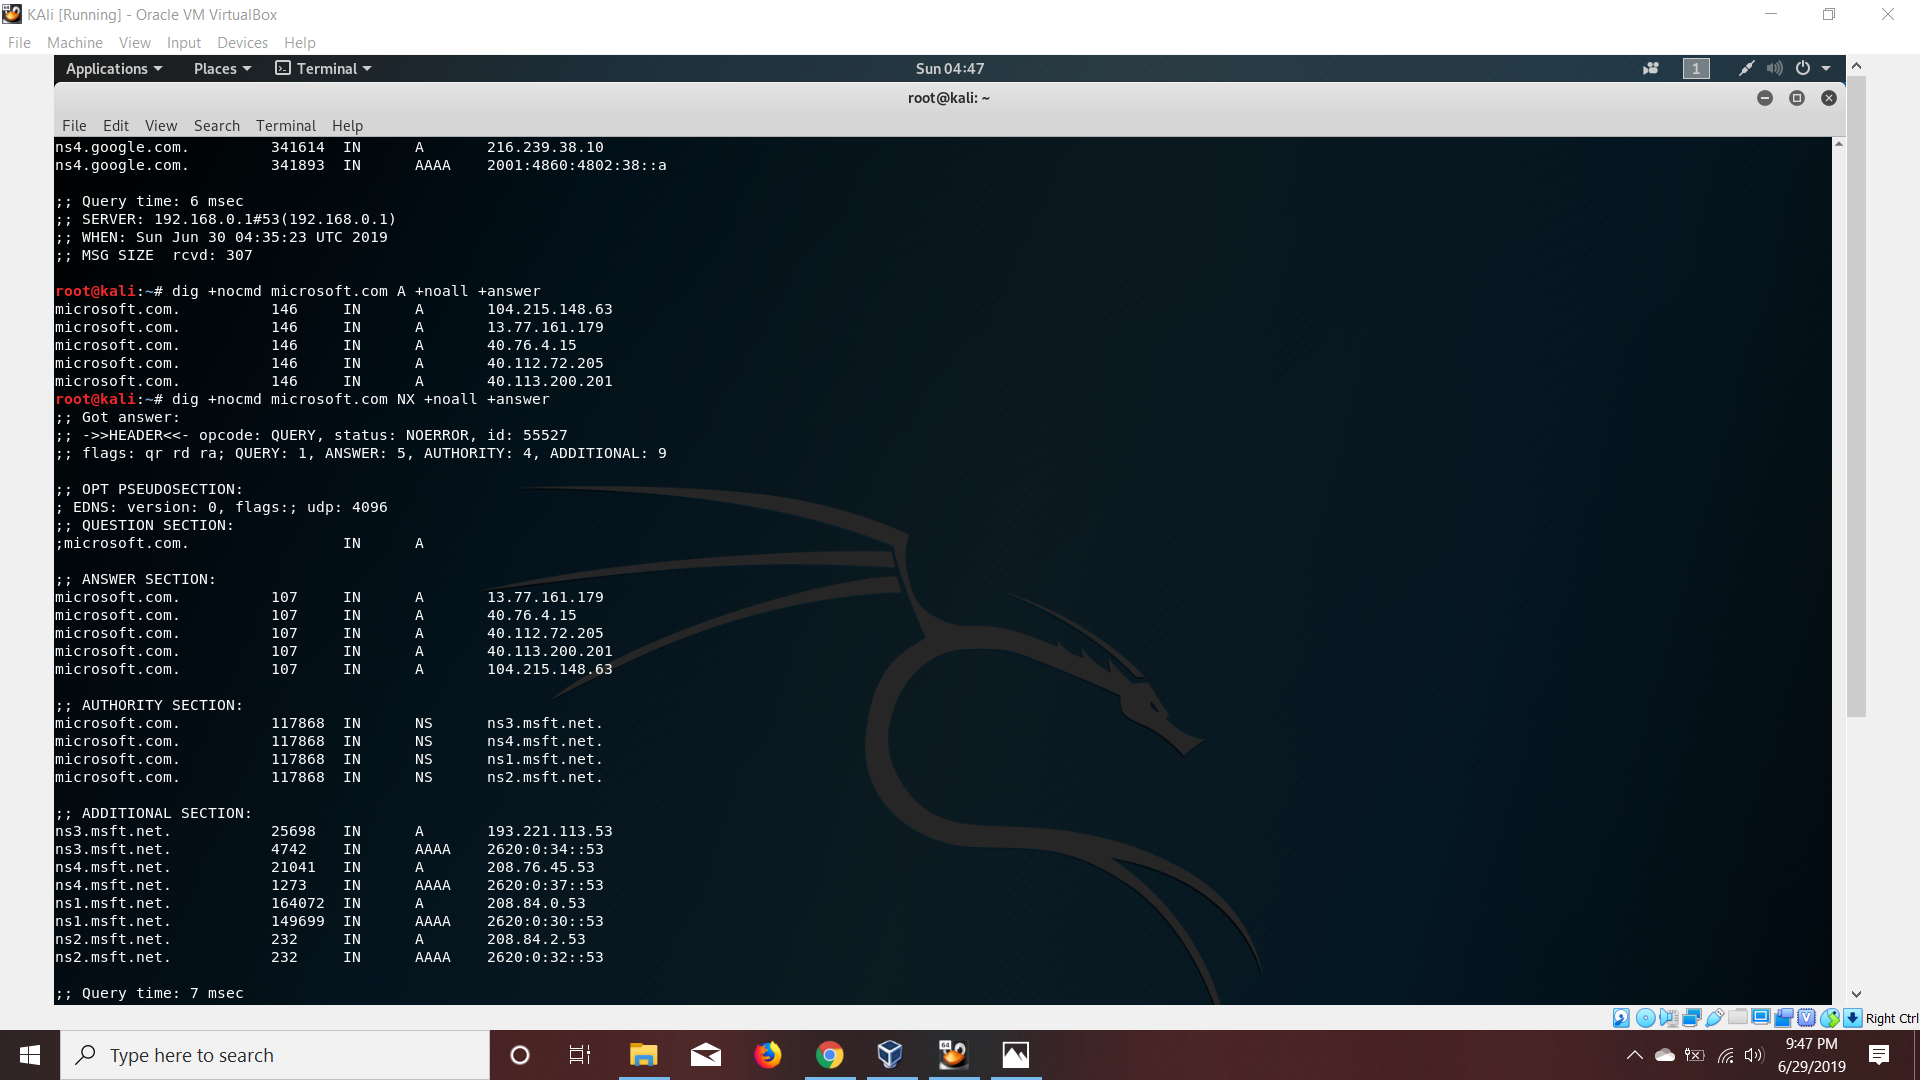 KAli [Running] - Oracle VM VirtualBox
File Machine View Input Devices Help
Applications Places Terminal Sun 04:47 1
root@kali: ~
File Edit View Search Terminal Help
ns4.google.com. 341614 IN A 216.239.38.10
ns4.google.com. 341893 IN AAAA 2001:4860:4802:38::a
;; Query time: 6 msec
;; SERVER: 192.168.0.1#53(192.168.0.1)
;; WHEN: Sun Jun 30 04:35:23 UTC 2019
;; MSG SIZE  rcvd: 307
root@kali:~# dig +nocmd microsoft.com A +noall +answer
microsoft.com. 146 IN A 104.215.148.63
microsoft.com. 146 IN A 13.77.161.179
microsoft.com. 146 IN A 40.76.4.15
microsoft.com. 146 IN A 40.112.72.205
microsoft.com. 146 IN A 40.113.200.201
root@kali:~# dig +nocmd microsoft.com NX +noall +answer
;; Got answer:
;; ->>HEADER<<- opcode: QUERY, status: NOERROR, id: 55527
;; flags: qr rd ra; QUERY: 1, ANSWER: 5, AUTHORITY: 4, ADDITIONAL: 9
;; OPT PSEUDOSECTION:
; EDNS: version: 0, flags:; udp: 4096
;; QUESTION SECTION:
;microsoft.com. IN A
;; ANSWER SECTION:
microsoft.com. 107 IN A 13.77.161.179
microsoft.com. 107 IN A 40.76.4.15
microsoft.com. 107 IN A 40.112.72.205
microsoft.com. 107 IN A 40.113.200.201
microsoft.com. 107 IN A 104.215.148.63
;; AUTHORITY SECTION:
microsoft.com. 117868 IN NS ns3.msft.net.
microsoft.com. 117868 IN NS ns4.msft.net.
microsoft.com. 117868 IN NS ns1.msft.net.
microsoft.com. 117868 IN NS ns2.msft.net.
;; ADDITIONAL SECTION:
ns3.msft.net. 25698 IN A 193.221.113.53
ns3.msft.net. 4742 IN AAAA 2620:0:34::53
ns4.msft.net. 21041 IN A 208.76.45.53
ns4.msft.net. 1273 IN AAAA 2620:0:37::53
ns1.msft.net. 164072 IN A 208.84.0.53
ns1.msft.net. 149699 IN AAAA 2620:0:30::53
ns2.msft.net. 232 IN A 208.84.2.53
ns2.msft.net. 232 IN AAAA 2620:0:32::53
;; Query time: 7 msec
Right Ctrl
Type here to search
64
9:47 PM
6/29/2019